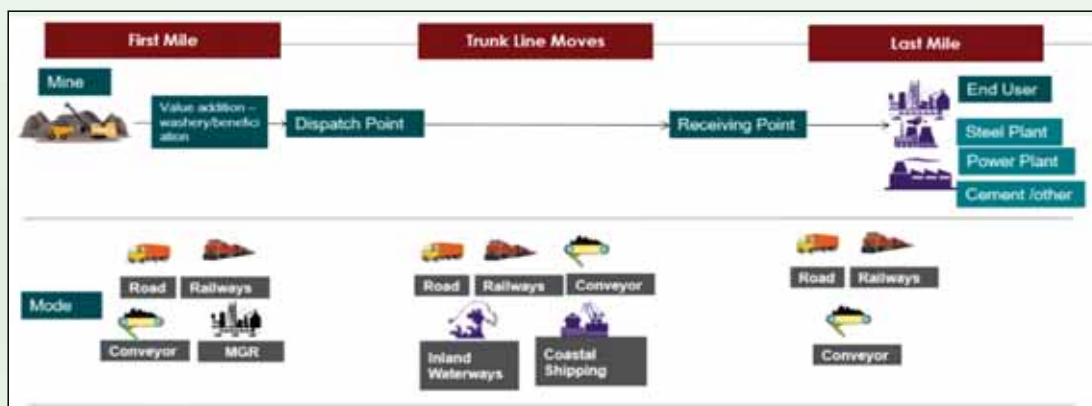 First Mile
Trunk Line Moves
Last Mile
Mine
Value addition –
washery/benefici
ation
Dispatch Point
Receiving Point
End User
Steel Plant
Power Plant
Cement /other
Mode
Road
Railways
Conveyor
MGR
Road
Railways
Conveyor
Inland
Waterways
Coastal
Shipping
Road
Railways
Conveyor